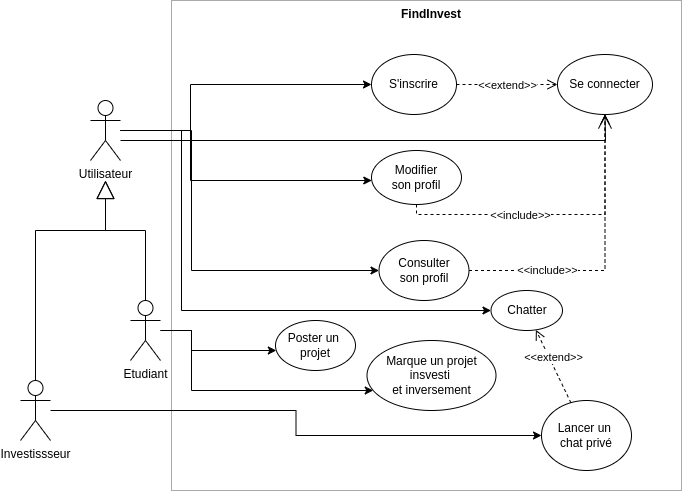 FindInvest
S'inscrire
<<extend>>
Se connecter
Utilisateur
Modifier
son profil
<<include>>
Consulter
son profil
<<include>>
Chatter
Poster un
projet
Marque un projet
insvesti
et inversement
<<extend>>
Etudiant
Lancer un
chat privé
Investissseur